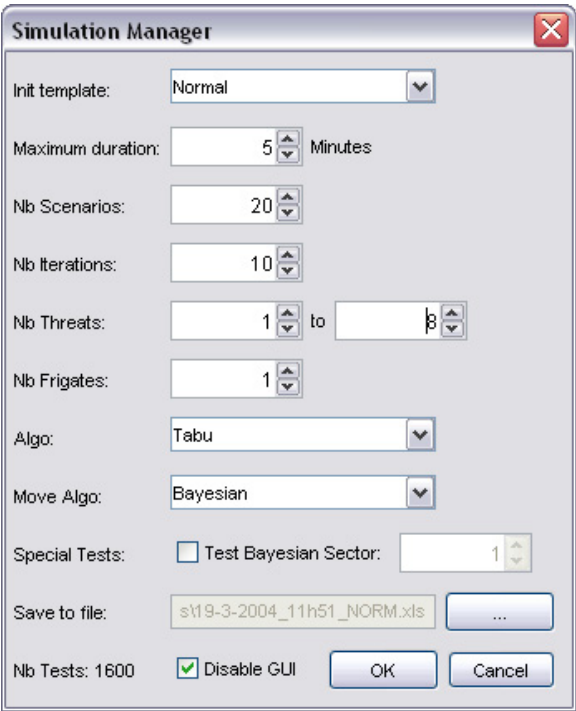 Simulation Manager
Init template: Normal
Maximum duration: 5 Minutes
Nb Scenarios: 20
Nb Iterations: 10
Nb Threats: 1 to 8
Nb Frigates: 1
Algo: Tabu
Move Algo: Bayesian
Special Tests: Test Bayesian Sector: 1
Save to file: s\19-3-2004_11h51_NORM.xls ...
Nb Tests: 1600 Disable GUI OK Cancel